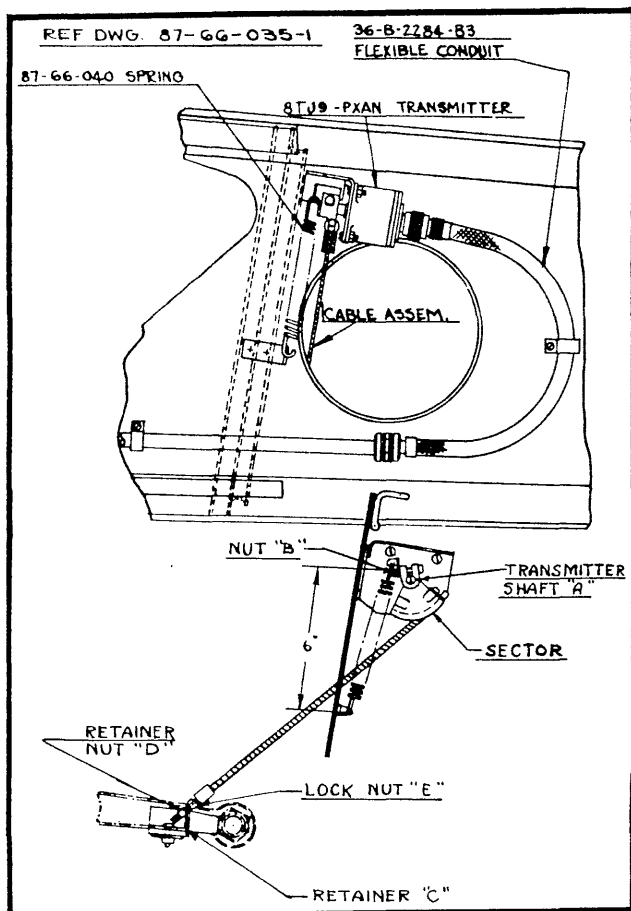 REF DWG. 87-66-035-1
36-B-2284-B3
FLEXIBLE CONDUIT
87-66-040 SPRING
8TJ9-PXAN TRANSMITTER
CABLE ASSEM.
NUT "B"
TRANSMITTER
SHAFT "A"
6"
SECTOR
RETAINER
NUT "D"
LOCK NUT "E"
RETAINER "C"